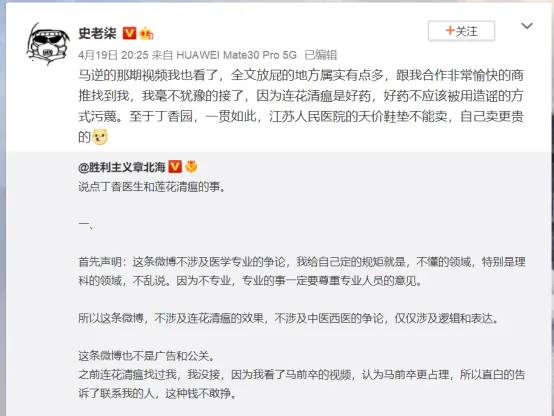 史老柒
+关注
4月19日 20:25 来自 HUAWEI Mate30 Pro 5G 已编辑
马逆的那期视频我也看了，全文放屁的地方属实有点多，跟我合作非常愉快的商
推找到我，我毫不犹豫的接了，因为连花清瘟是好药，好药不应该被用造谣的方
式污蔑。至于丁香园，一贯如此，江苏人民医院的天价鞋垫不能卖，自己卖更贵
的
@胜利主义章北海
说点丁香医生和莲花清瘟的事。
一、
首先声明：这条微博不涉及医学专业的争论，我给自己定的规矩就是，不懂的领域，特别是理
科的领域，不乱说。因为不专业，专业的事一定要尊重专业人员的意见。
所以这条微博，不涉及连花清瘟的效果，不涉及中医西医的争论，仅仅涉及逻辑和表达。
这条微博也不是广告和公关。
之前连花清瘟找过我，我没接，因为我看了马前卒的视频，认为马前卒更占理，所以直白的告
诉了联系我的人，这种钱不敢挣。